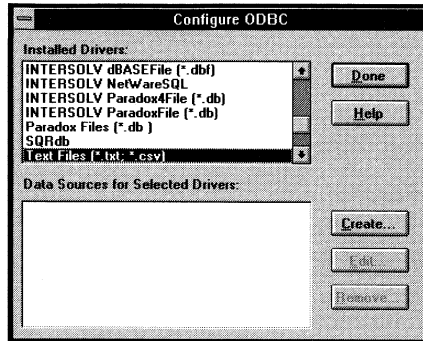 Configure ODBC
Installed Drivers:
INTERSOLV dBASEFile (*.dbf)
INTERSOLV NetWareSQL
INTERSOLV Paradox4File (*.db)
INTERSOLV ParadoxFile (*.db)
Paradox Files (*.db )
SQRdb
Text Files (*.txt; *.csv)
Done
Help
Data Sources for Selected Drivers:
Create...
Edit...
Remove...